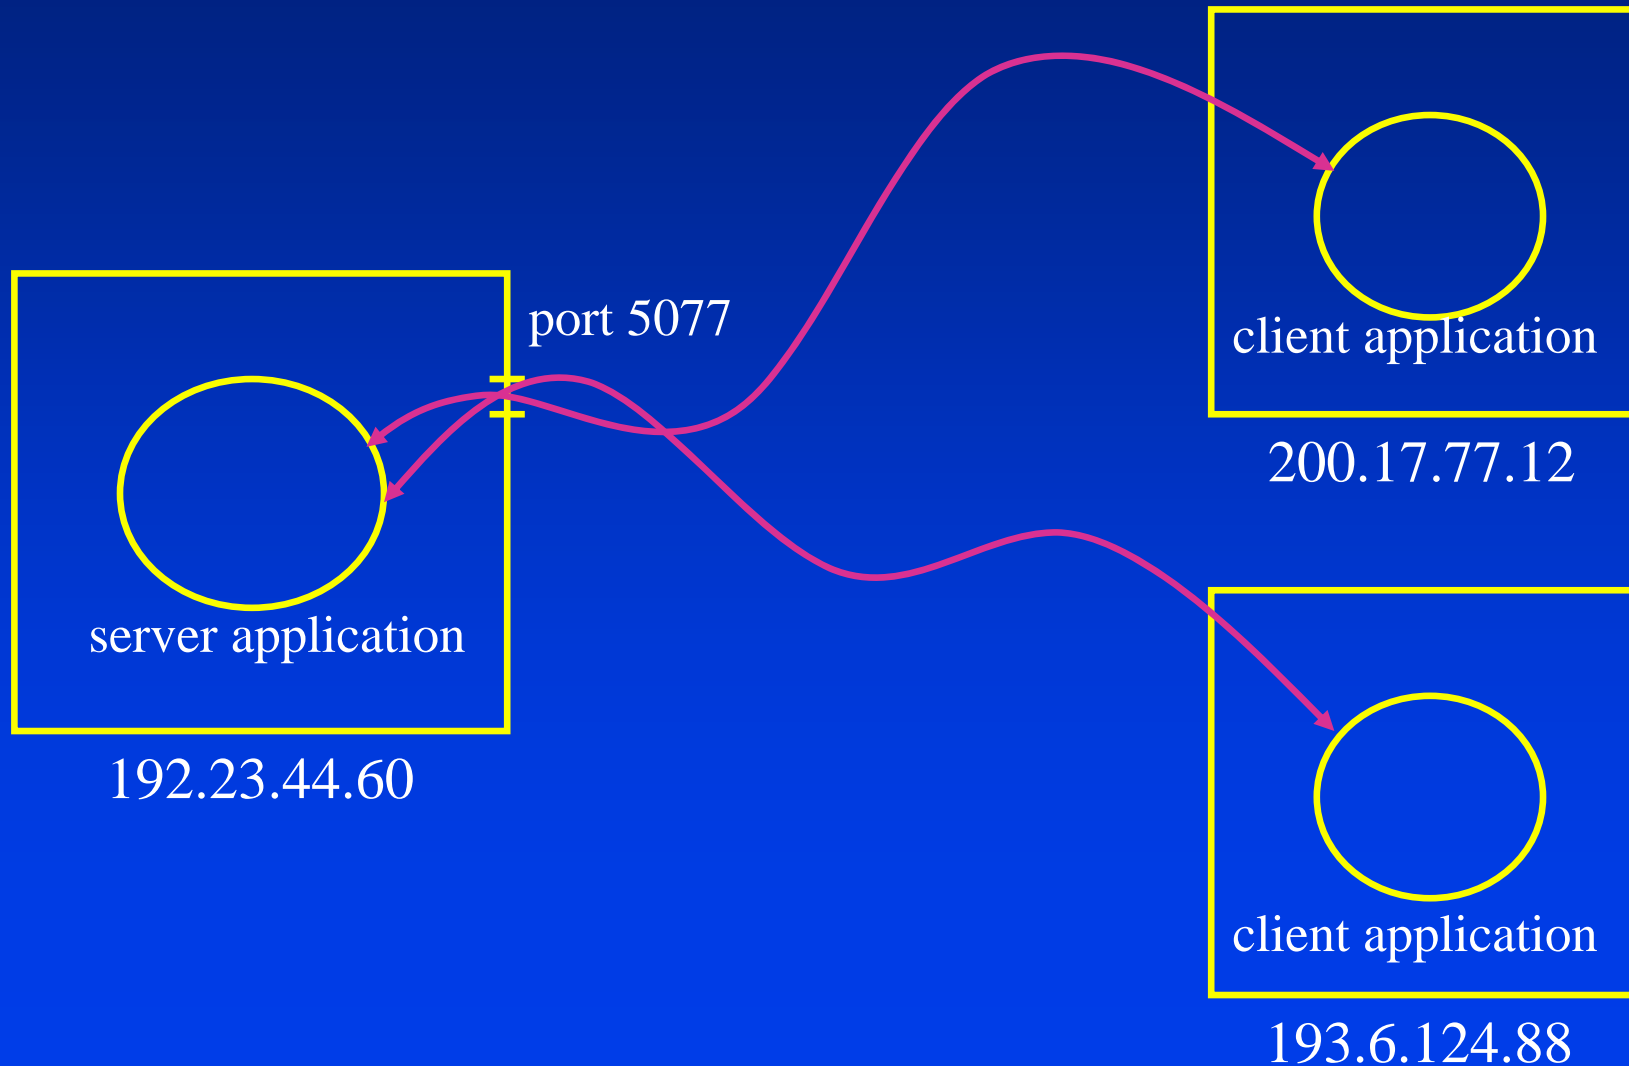 port 5077
client application
200.17.77.12
server application
192.23.44.60
client application
193.6.124.88